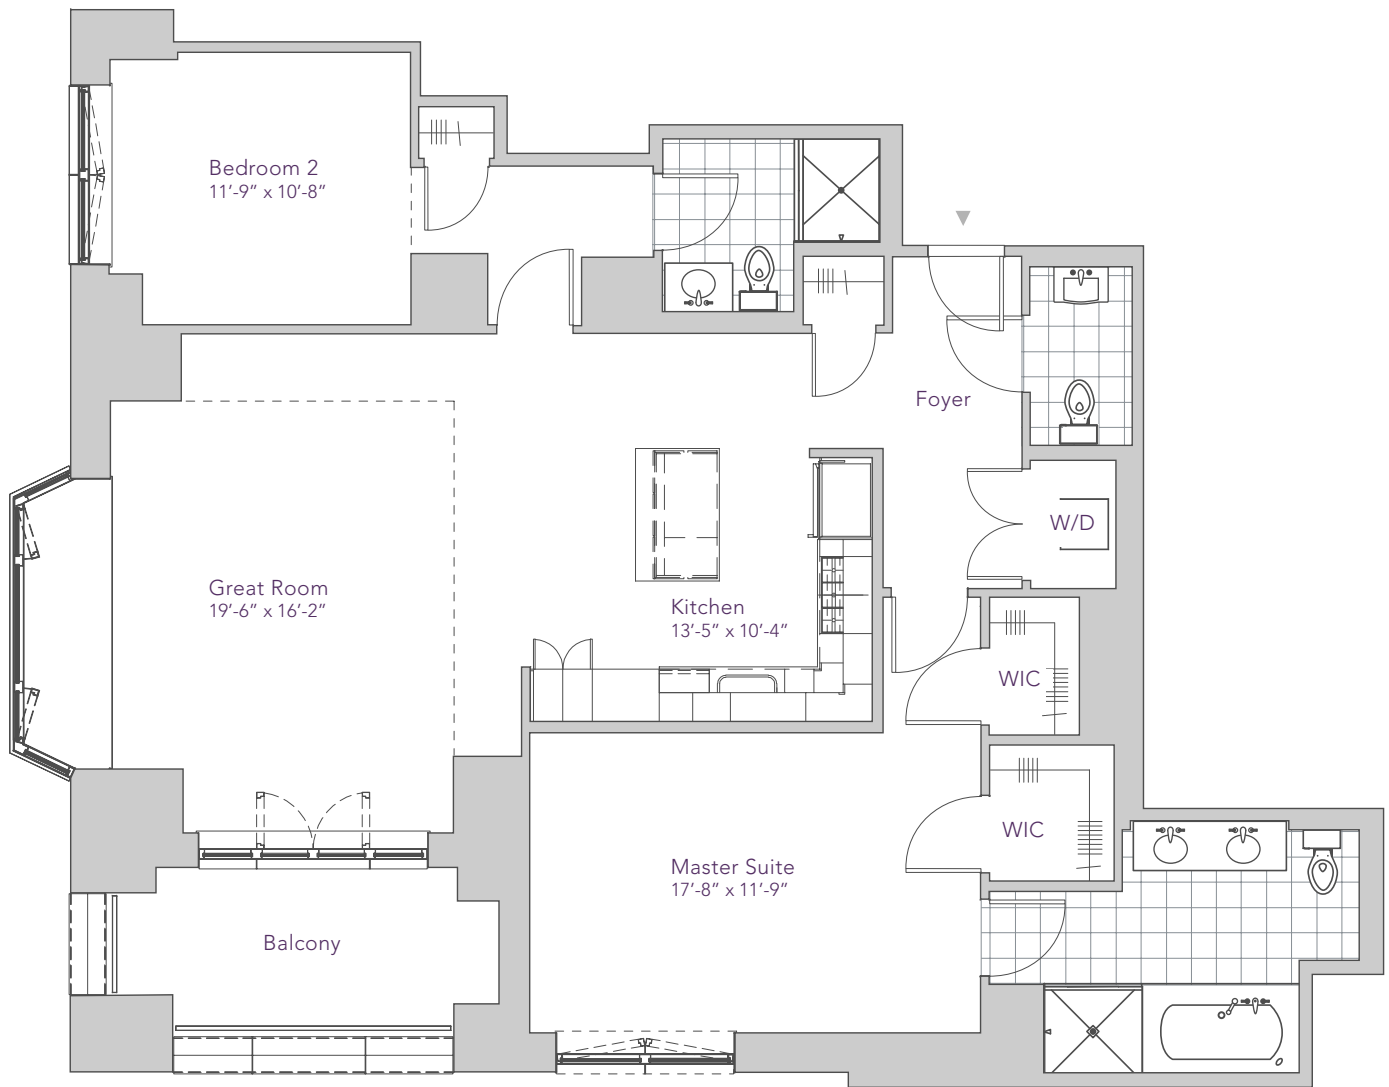 Bedroom 2
11’-9” x 10’-8”
Foyer
W/D
Great Room
19’-6” x 16’-2”
Kitchen
13’-5” x 10’-4”
WIC
WIC
Master Suite
17’-8” x 11’-9”
Balcony